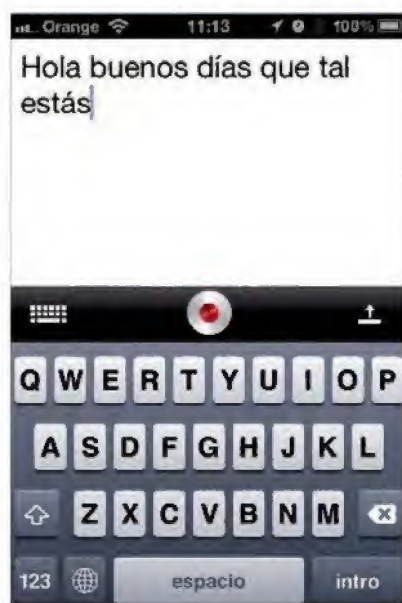 Orange 11:13 100%
Hola buenos días que tal
estás
Q W E R T Y U I O P
A S D F G H J K L
Z X C V B N M
123 espacio intro